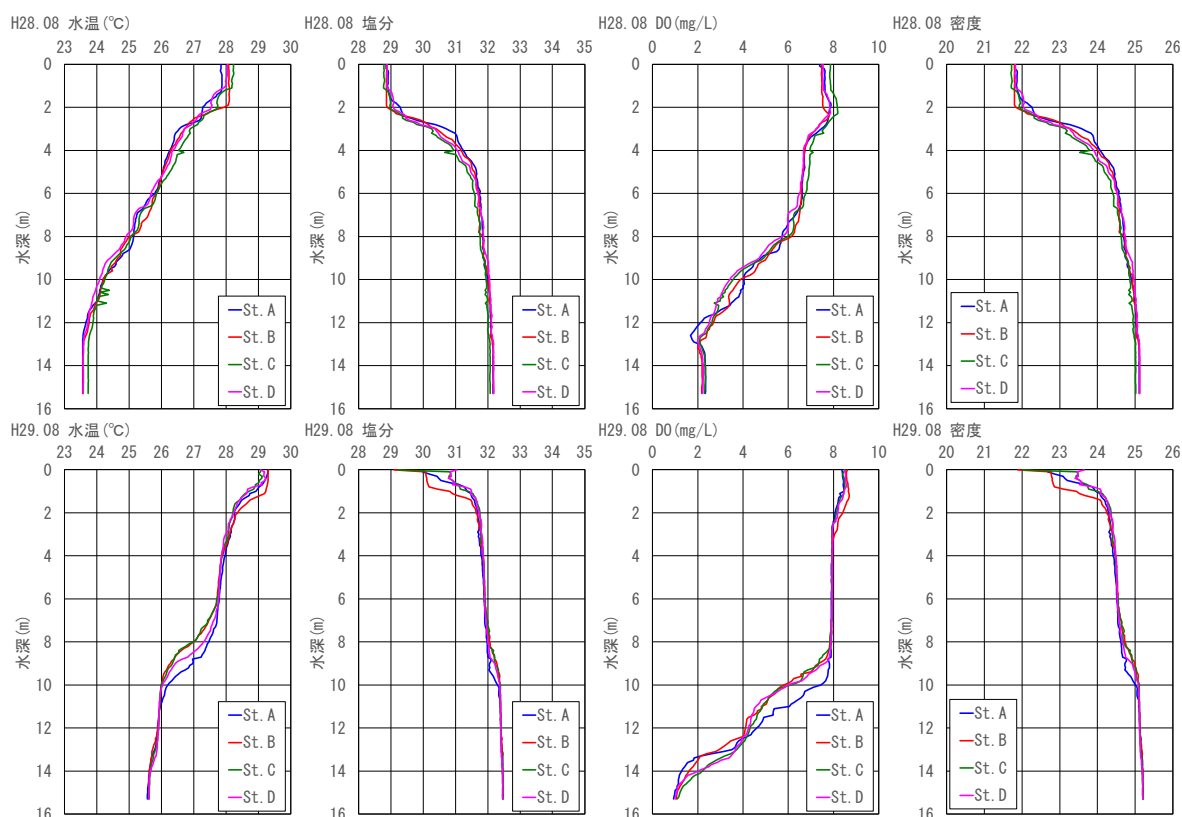 H28.08 水温(℃)
23 24 25 26 27 28 29 30
0
2
4
6
8
10
12
14
16
水深(m)
St.A
St.B
St.C
St.D
H28.08 塩分
28 29 30 31 32 33 34 35
0
2
4
6
8
10
12
14
16
水深(m)
St.A
St.B
St.C
St.D
H28.08 DO(mg/L)
0 2 4 6 8 10
0
2
4
6
8
10
12
14
16
水深(m)
St.A
St.B
St.C
St.D
H28.08 密度
20 21 22 23 24 25 26
0
2
4
6
8
10
12
14
16
水深(m)
St.A
St.B
St.C
St.D
H29.08 水温(℃)
23 24 25 26 27 28 29 30
0
2
4
6
8
10
12
14
16
水深(m)
St.A
St.B
St.C
St.D
H29.08 塩分
28 29 30 31 32 33 34 35
0
2
4
6
8
10
12
14
16
水深(m)
St.A
St.B
St.C
St.D
H29.08 DO(mg/L)
0 2 4 6 8 10
0
2
4
6
8
10
12
14
16
水深(m)
St.A
St.B
St.C
St.D
H29.08 密度
20 21 22 23 24 25 26
0
2
4
6
8
10
12
14
16
水深(m)
St.A
St.B
St.C
St.D